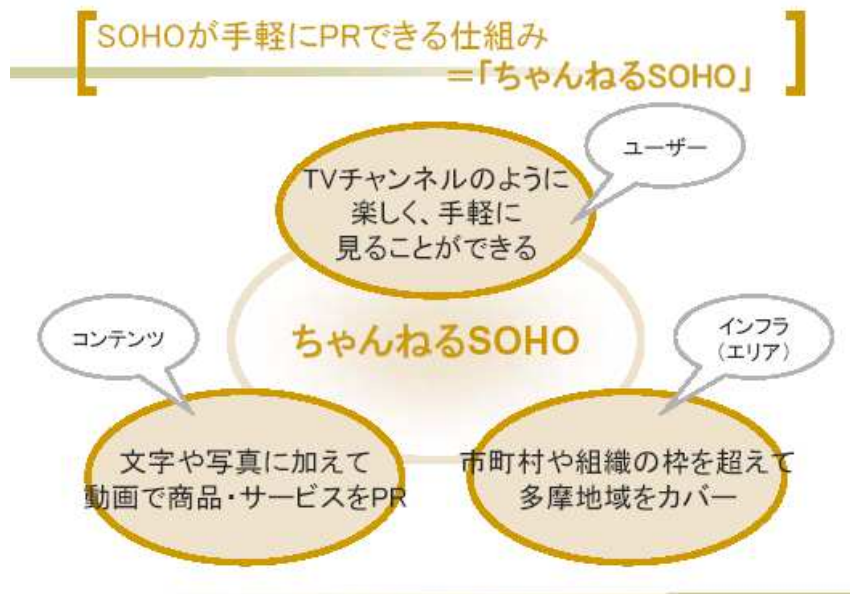 SOHOが手軽にPRできる仕組み
=「ちゃんねるSOHO」
ユーザー
TVチャンネルのように
楽しく、手軽に
見ることができる
ちゃんねるSOHO
コンテンツ
文字や写真に加えて
動画で商品・サービスをPR
インフラ
(エリア)
市町村や組織の枠を超えて
多摩地域をカバー